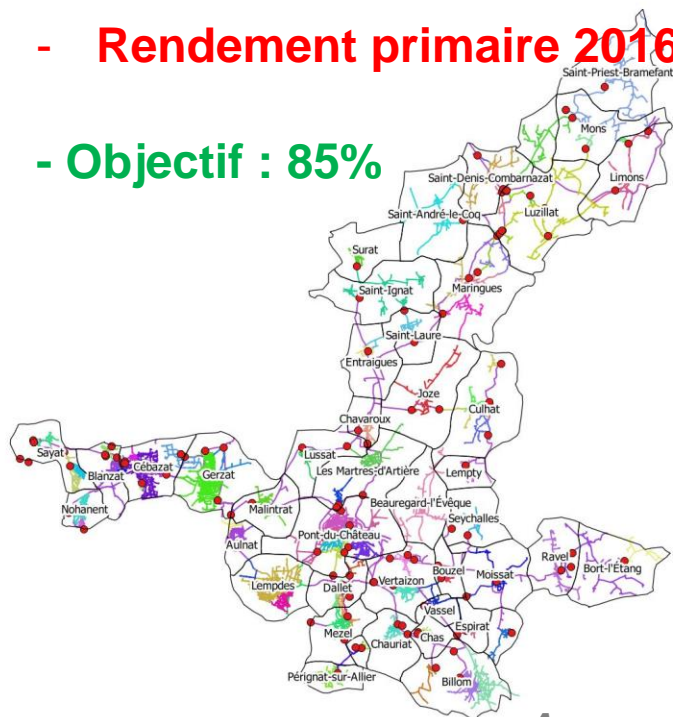 - Rendement primaire 2016
Saint-Priest-Bramefant
Mons
- Objectif : 85%
Saint-Denis-Combarnazat
Limons
Luzillat
Saint-André-le-Coq
Surat
Saint-Ignat
Maringues
Saint-Laure
Entraigues
Joze
Culhat
Chavaroux
Sayat
Cébazat
Lussat
Blanzat
Gerzat
Les Martres-d'Artière
Lempty
Nohanent
Malintrat
Beauregard-l'Évêque
Seychalles
Aulnat
Pont-du-Château
Ravel
Bouzel
Bort-l'Étang
Lempdes
Dallet
Vertaizon
Moissat
Vassel
Mezel
Espirat
Chauriat
Chas
Pérignat-sur-Allier
Billom